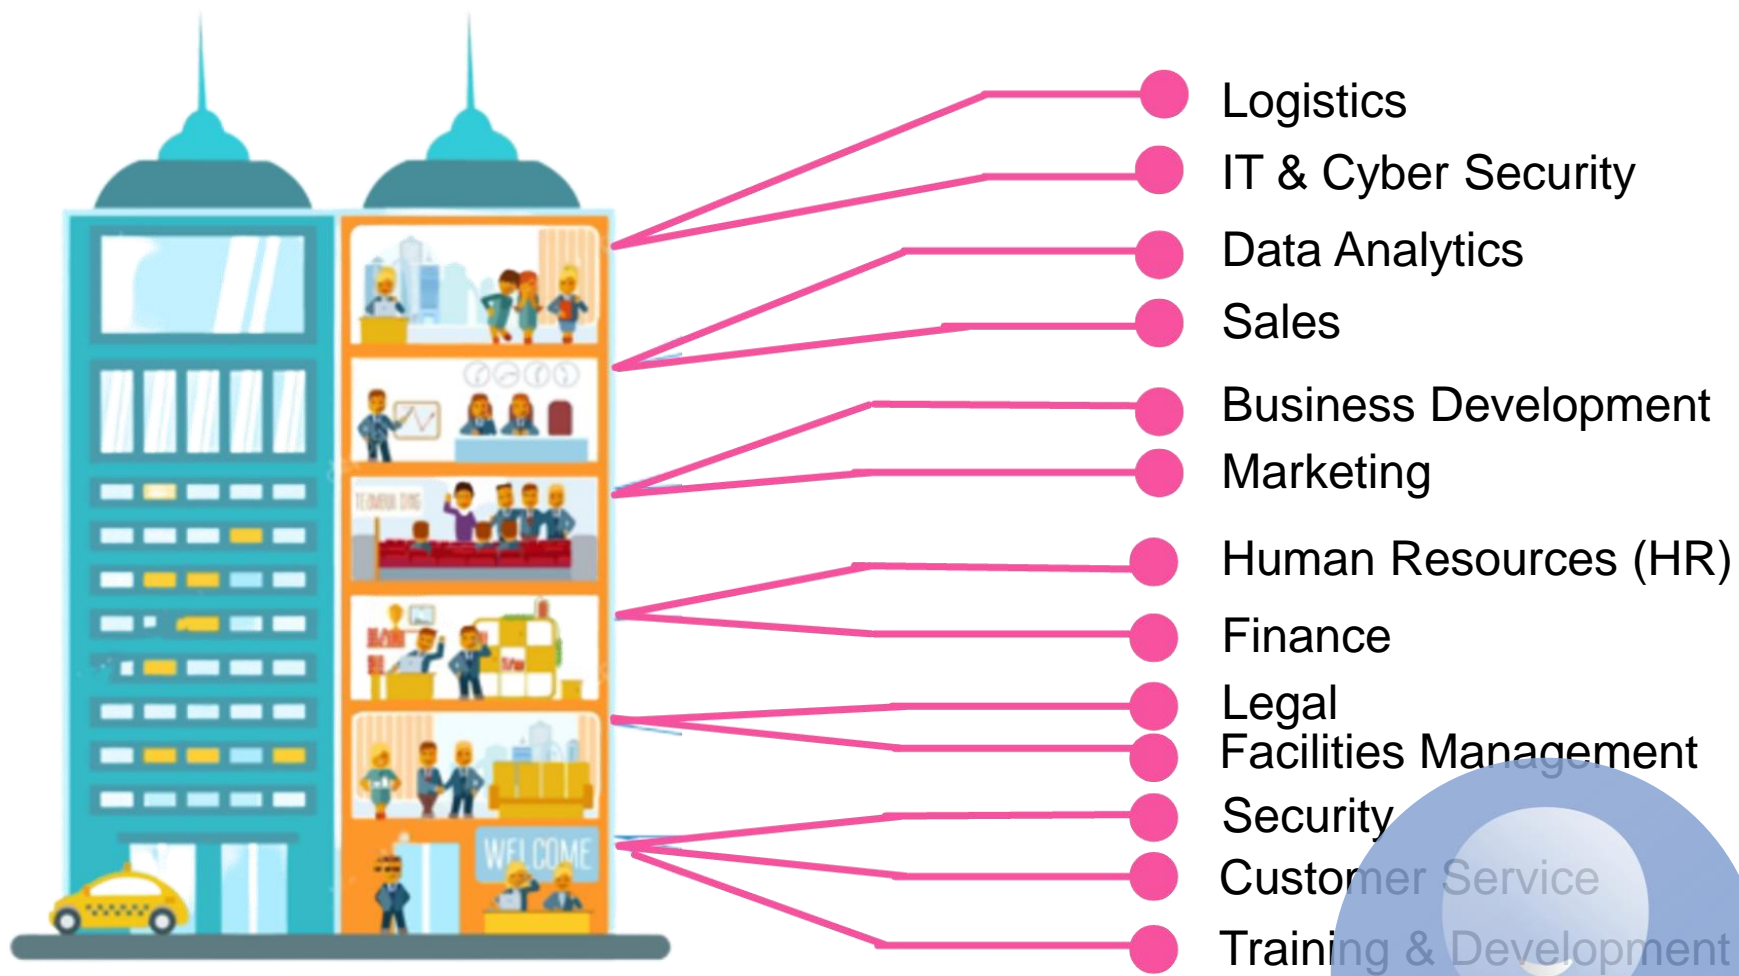 Logistics
IT & Cyber Security
Data Analytics
Sales
Business Development
Marketing
TEAMBUILDING
Human Resources (HR)
Finance
Legal
Facilities Management
Security
WELCOME
Customer Service
Training & Development